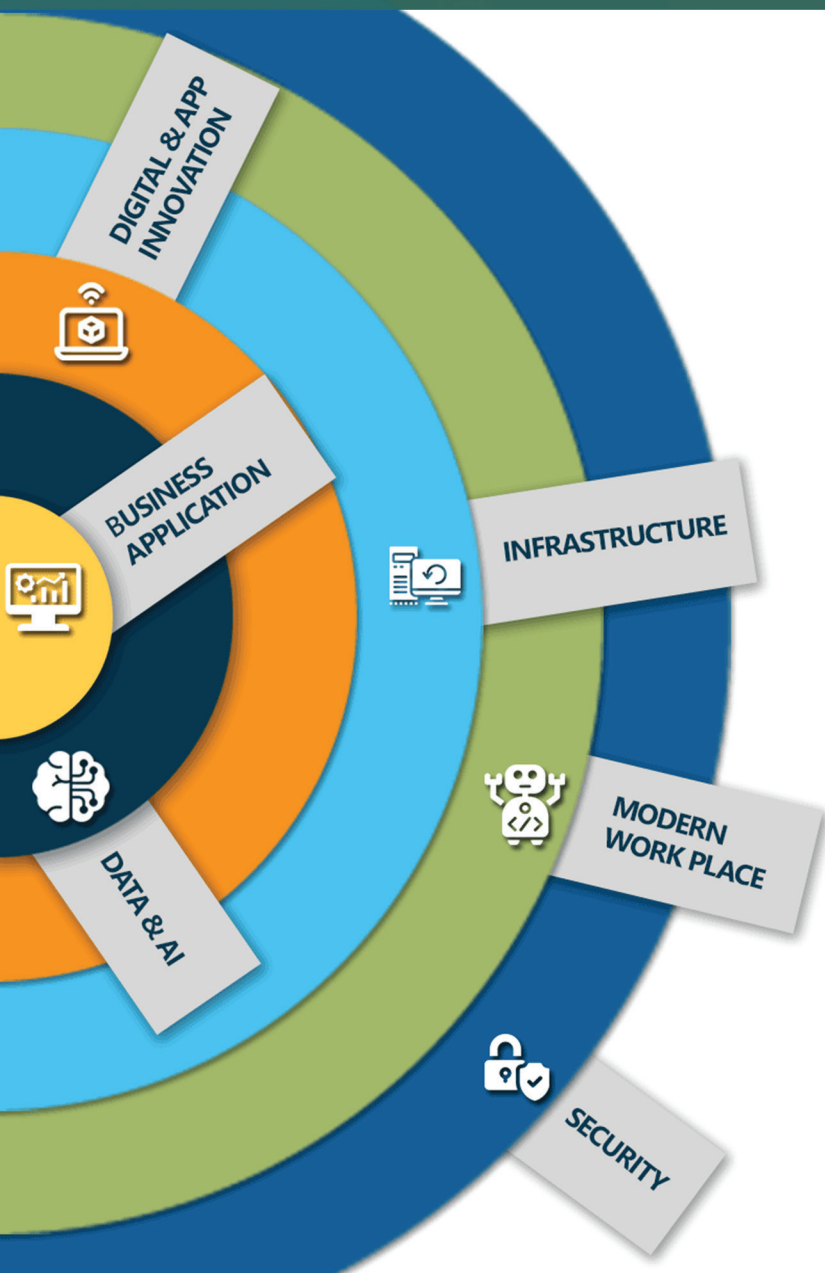 DIGITAL & APP
INNOVATION
BUSINESS
APPLICATION
INFRASTRUCTURE
MODERN
WORK PLACE
DATA & AI
SECURITY